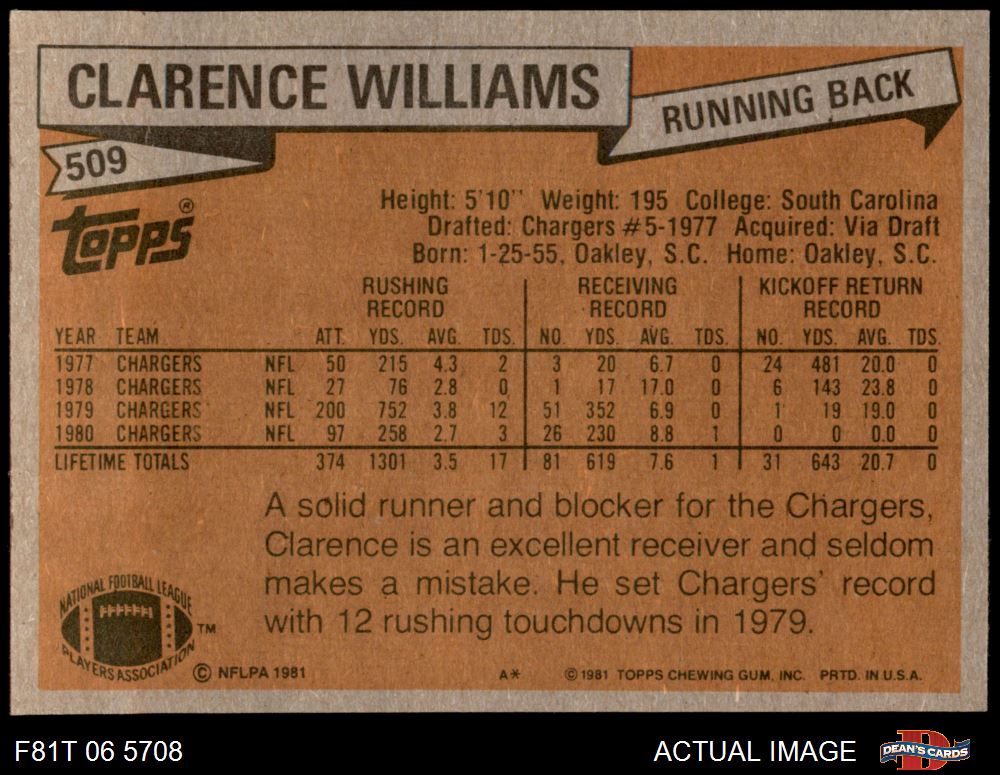 CLARENCE WILLIAMS
RUNNING BACK
509
Topps®
Height: 5'10" Weight: 195 College: South Carolina
Drafted: Chargers #5-1977 Acquired: Via Draft
Born: 1-25-55, Oakley, S.C. Home: Oakley, S.C.
RUSHING RECORD RECEIVING RECORD KICKOFF RETURN RECORD
YEAR TEAM ATT. YDS. AVG. TDS. NO. YDS. AVG. TDS. NO. YDS. AVG. TDS.
1977 CHARGERS NFL 50 215 4.3 2 3 20 6.7 0 24 481 20.0 0
1978 CHARGERS NFL 27 76 2.8 0 1 17 17.0 0 6 143 23.8 0
1979 CHARGERS NFL 200 752 3.8 12 51 352 6.9 0 1 19 19.0 0
1980 CHARGERS NFL 97 258 2.7 3 26 230 8.8 1 0 0 0.0 0
LIFETIME TOTALS 374 1301 3.5 17 81 619 7.6 1 31 643 20.7 0
A solid runner and blocker for the Chargers,
Clarence is an excellent receiver and seldom
makes a mistake. He set Chargers' record
with 12 rushing touchdowns in 1979.
NATIONAL FOOTBALL LEAGUE
PLAYERS ASSOCIATION
TM
© NFLPA 1981
A*
© 1981 TOPPS CHEWING GUM, INC. PRTD. IN U.S.A.
F81T 06 5708
ACTUAL IMAGE
D
DEAN'S CARDS